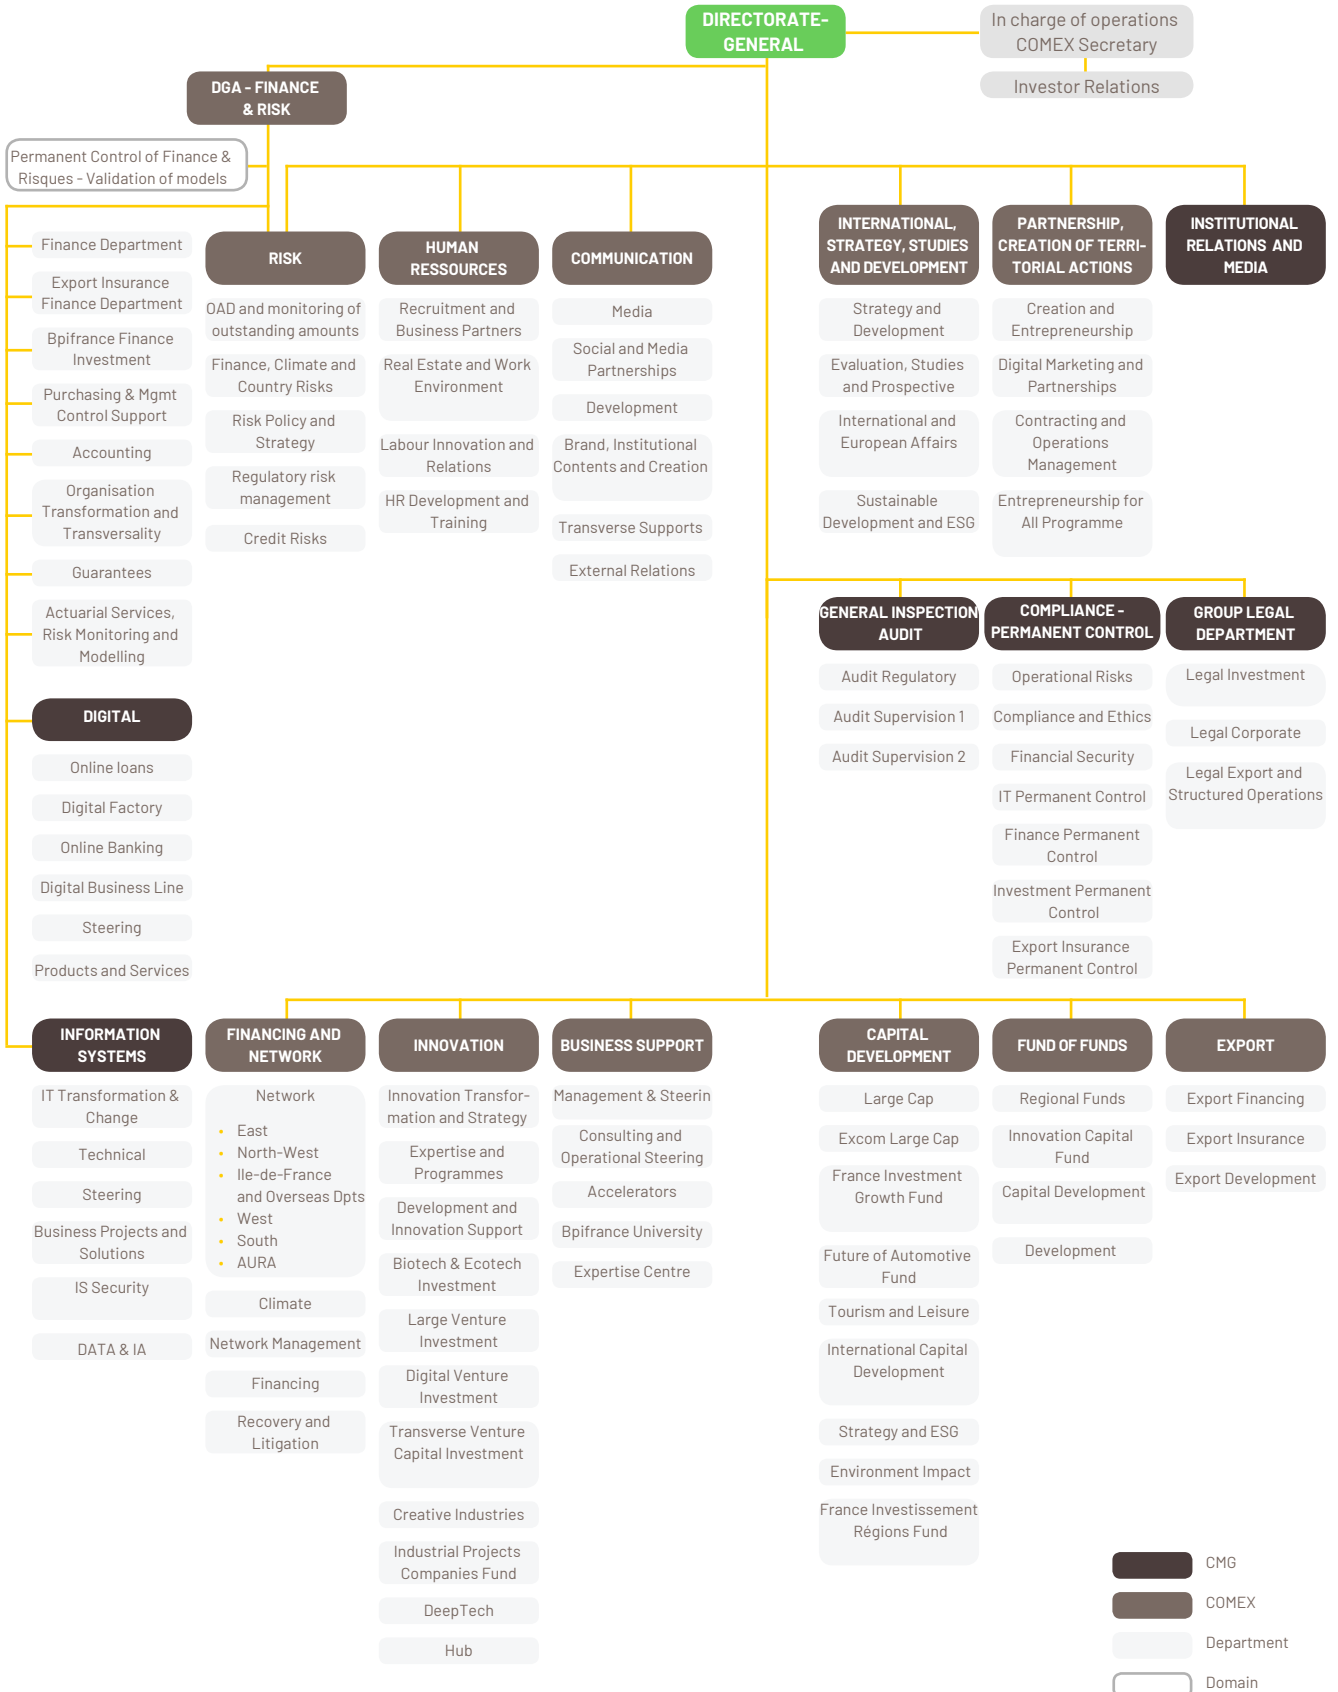 DIRECTORATE-
GENERAL
In charge of operations
COMEX Secretary
Investor Relations
DGA - FINANCE
& RISK
Permanent Control of Finance &
Risques - Validation of models
Finance Department
Export Insurance
Finance Department
Bpifrance Finance
Investment
Purchasing & Mgmt
Control Support
Accounting
Organisation
Transformation and
Transversality
Guarantees
Actuarial Services,
Risk Monitoring and
Modelling
DIGITAL
Online loans
Digital Factory
Online Banking
Digital Business Line
Steering
Products and Services
INFORMATION
SYSTEMS
IT Transformation &
Change
Technical
Steering
Business Projects and
Solutions
IS Security
DATA & IA
RISK
OAD and monitoring of
outstanding amounts
Finance, Climate and
Country Risks
Risk Policy and
Strategy
Regulatory risk
management
Credit Risks
HUMAN
RESSOURCES
Recruitment and
Business Partners
Real Estate and Work
Environment
Labour Innovation and
Relations
HR Development and
Training
COMMUNICATION
Media
Social and Media
Partnerships
Development
Brand, Institutional
Contents and Creation
Transverse Supports
External Relations
INTERNATIONAL,
STRATEGY, STUDIES
AND DEVELOPMENT
Strategy and
Development
Evaluation, Studies
and Prospective
International and
European Affairs
Sustainable
Development and ESG
PARTNERSHIP,
CREATION OF TERRI-
TORIAL ACTIONS
Creation and
Entrepreneurship
Digital Marketing and
Partnerships
Contracting and
Operations
Management
Entrepreneurship for
All Programme
INSTITUTIONAL
RELATIONS AND
MEDIA
GENERAL INSPECTION
AUDIT
Audit Regulatory
Audit Supervision 1
Audit Supervision 2
COMPLIANCE -
PERMANENT CONTROL
Operational Risks
Compliance and Ethics
Financial Security
IT Permanent Control
Finance Permanent
Control
Investment Permanent
Control
Export Insurance
Permanent Control
GROUP LEGAL
DEPARTMENT
Legal Investment
Legal Corporate
Legal Export and
Structured Operations
FINANCING AND
NETWORK
Network
• East
• North-West
• Ile-de-France
and Overseas Dpts
• West
• South
• AURA
Climate
Network Management
Financing
Recovery and
Litigation
INNOVATION
Innovation Transfor-
mation and Strategy
Expertise and
Programmes
Development and
Innovation Support
Biotech & Ecotech
Investment
Large Venture
Investment
Digital Venture
Investment
Transverse Venture
Capital Investment
Creative Industries
Industrial Projects
Companies Fund
DeepTech
Hub
BUSINESS SUPPORT
Management & Steerin
Consulting and
Operational Steering
Accelerators
Bpifrance University
Expertise Centre
CAPITAL
DEVELOPMENT
Large Cap
Excom Large Cap
France Investment
Growth Fund
Future of Automotive
Fund
Tourism and Leisure
International Capital
Development
Strategy and ESG
Environment Impact
France Investissement
Régions Fund
FUND OF FUNDS
Regional Funds
Innovation Capital
Fund
Capital Development
Development
EXPORT
Export Financing
Export Insurance
Export Development
CMG
COMEX
Department
Domain